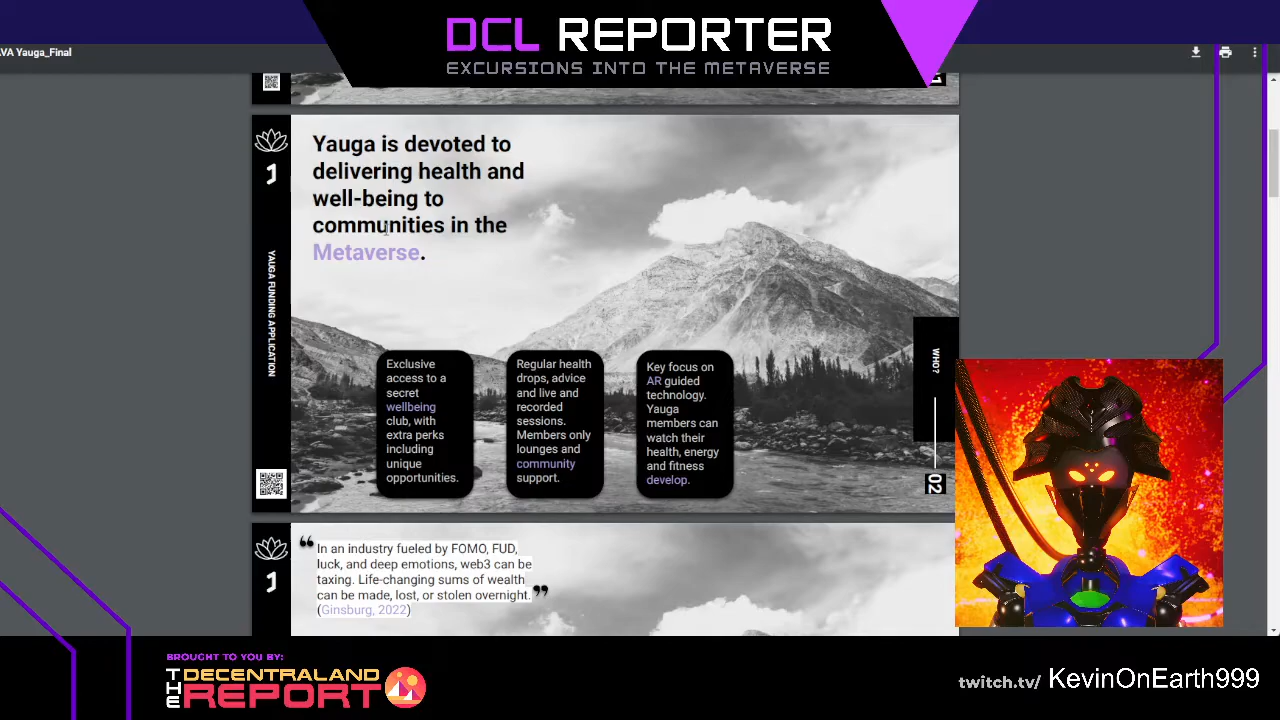 DCL REPORTER
EXCURSIONS INTO THE METAVERSE
VA Yauga_Final
Yauga is devoted to
delivering health and
well-being to
communities in the
Metaverse.
YAUGA FUNDING APPLICATION
Exclusive
access to a
secret
wellbeing
club, with
extra perks
including
unique
opportunities.
Regular health
drops, advice
and live and
recorded
sessions.
Members only
lounges and
community
support.
Key focus on
AR guided
technology.
Yauga
members can
watch their
health, energy
and fitness
develop.
WHO?
02
“ In an industry fueled by FOMO, FUD,
luck, and deep emotions, web3 can be
taxing. Life-changing sums of wealth
can be made, lost, or stolen overnight. ”
(Ginsburg, 2022)
BROUGHT TO YOU BY:
THE DECENTRALAND
REPORT
twitch.tv/ KevinOnEarth999